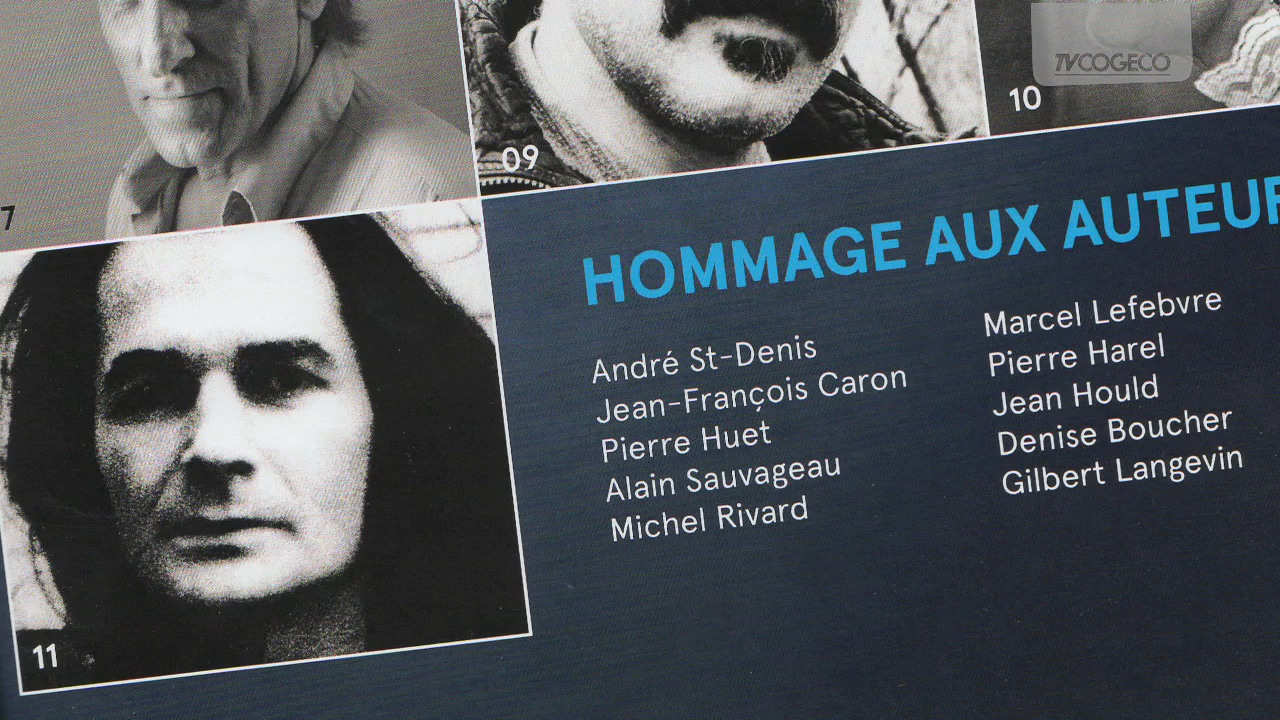 TVCOGECO
7
09
10
11
HOMMAGE AUX AUTEU
André St-Denis
Jean-François Caron
Pierre Huet
Alain Sauvageau
Michel Rivard
Marcel Lefebvre
Pierre Harel
Jean Hould
Denise Boucher
Gilbert Langevin